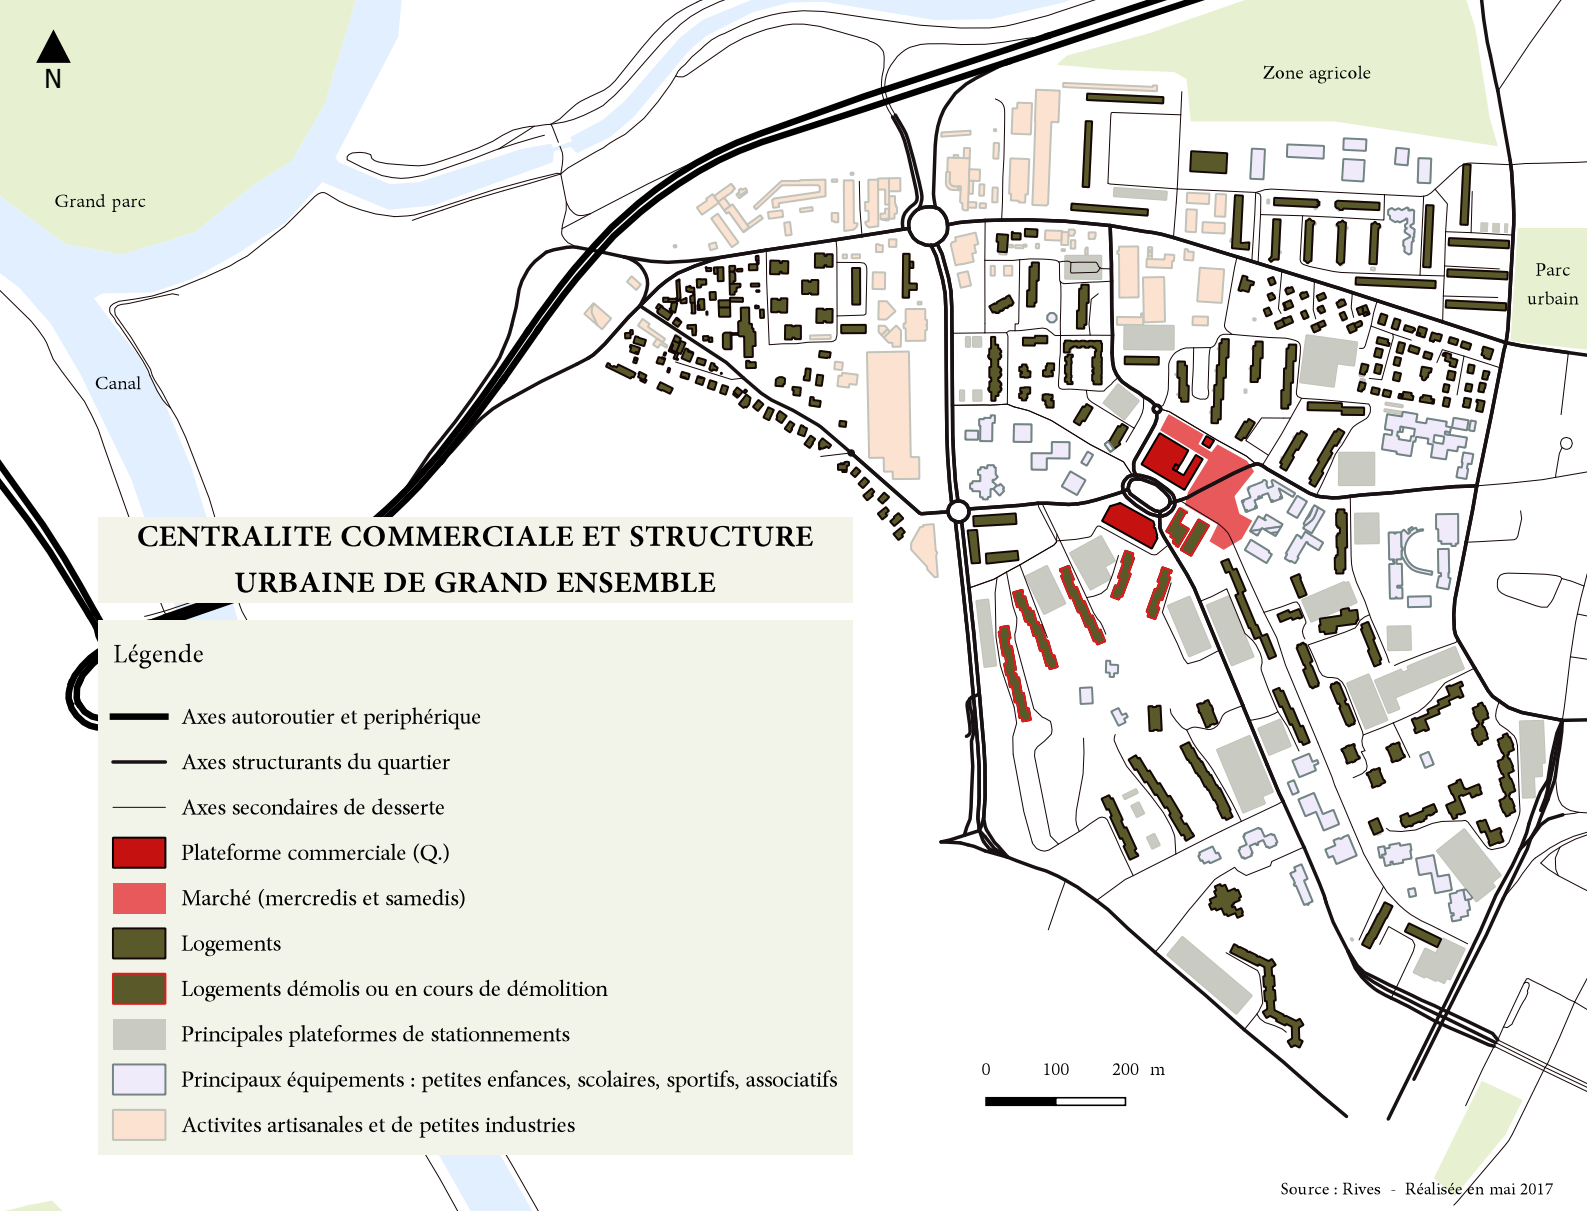 N
Grand parc
Zone agricole
Parc
urbain
Canal
CENTRALITE COMMERCIALE ET STRUCTURE
URBAINE DE GRAND ENSEMBLE
Légende
Axes autoroutier et periphérique
Axes structurants du quartier
Axes secondaires de desserte
Plateforme commerciale (Q.)
Marché (mercredis et samedis)
Logements
Logements démolis ou en cours de démolition
Principales plateformes de stationnements
Principaux équipements : petites enfances, scolaires, sportifs, associatifs
Activites artisanales et de petites industries
0 100 200 m
Source : Rives - Réalisée en mai 2017